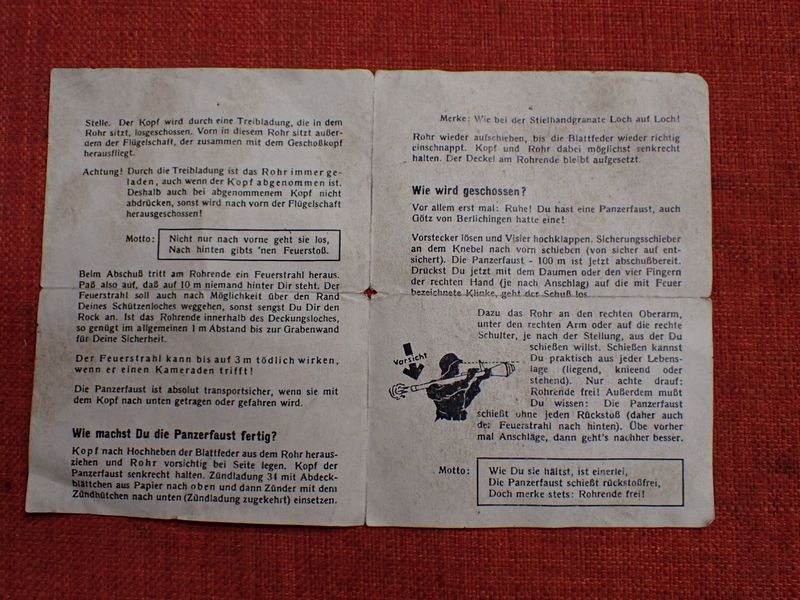 Stelle. Der Kopf wird durch eine Treibladung, die in dem
Rohr sitzt, losgeschossen. Vorn in diesem Rohr sitzt außer-
dem der Flügelschaft, der zusammen mit dem Geschoßkopf
herausfliegt.
Achtung! Durch die Treibladung ist das Rohr immer ge-
laden, auch wenn der Kopf abgenommen ist.
Deshalb auch bei abgenommenem Kopf nicht
abdrücken, sonst wird nach vorn der Flügelschaft
herausgeschossen!
Motto: Nicht nur nach vorne geht sie los,
Nach hinten gibts 'nen Feuerstoß.
Beim Abschuß tritt am Rohrende ein Feuerstrahl heraus.
Paß also auf, daß auf 10 m niemand hinter Dir steht. Der
Feuerstrahl soll auch nach Möglichkeit über den Rand
Deines Schützenloches weggehen, sonst sengst Du Dir den
Rock an. Ist das Rohrende innerhalb des Deckungsloches,
so genügt im allgemeinen 1 m Abstand bis zur Grabenwand
für Deine Sicherheit.
Der Feuerstrahl kann bis auf 3 m tödlich wirken,
wenn er einen Kameraden trifft!
Die Panzerfaust ist absolut transportsicher, wenn sie mit
dem Kopf nach unten getragen oder gefahren wird.
Wie machst Du die Panzerfaust fertig?
Kopf nach Hochheben der Blattfeder aus dem Rohr heraus-
ziehen und Rohr vorsichtig bei Seite legen. Kopf der
Panzerfaust senkrecht halten. Zündladung 34 mit Abdeck-
blättchen aus Papier nach oben und dann Zünder mit dem
Zündhütchen nach unten (Zündladung zugekehrt) einsetzen.
Merke: Wie bei der Stielhandgranate Loch auf Loch!
Rohr wieder aufschieben, bis die Blattfeder wieder richtig
einschnappt. Kopf und Rohr dabei möglichst senkrecht
halten. Der Deckel am Rohrende bleibt aufgesetzt.
Wie wird geschossen?
Vor allem erst mal: Ruhe! Du hast eine Panzerfaust, auch
Götz von Berlichingen hatte eine!
Vorstecker lösen und Visier hochklappen. Sicherungsschieber
an dem Knebel nach vorn schieben (von sicher auf ent-
sichert). Die Panzerfaust - 100 m ist jetzt abschußbereit.
Drückst Du jetzt mit dem Daumen oder den vier Fingern
der rechten Hand (je nach Anschlag) auf die mit Feuer
bezeichnete Klinke, geht der Schuß los.
Dazu das Rohr an den rechten Oberarm,
unter den rechten Arm oder auf die rechte
Schulter, je nach der Stellung, aus der Du
schießen willst. Schießen kannst
Du praktisch aus jeder Lebens-
lage (liegend, knieend oder
stehend). Nur achte drauf:
Rohrende frei! Außerdem mußt
Du wissen: Die Panzerfaust
schießt ohne jeden Rückstoß (daher auch
der Feuerstrahl nach hinten). Übe vorher
mal Anschläge, dann geht's nachher besser.
Vorsicht
Motto: Wie Du sie hältst, ist einerlei,
Die Panzerfaust schießt rückstoßfrei,
Doch merke stets: Rohrende frei!